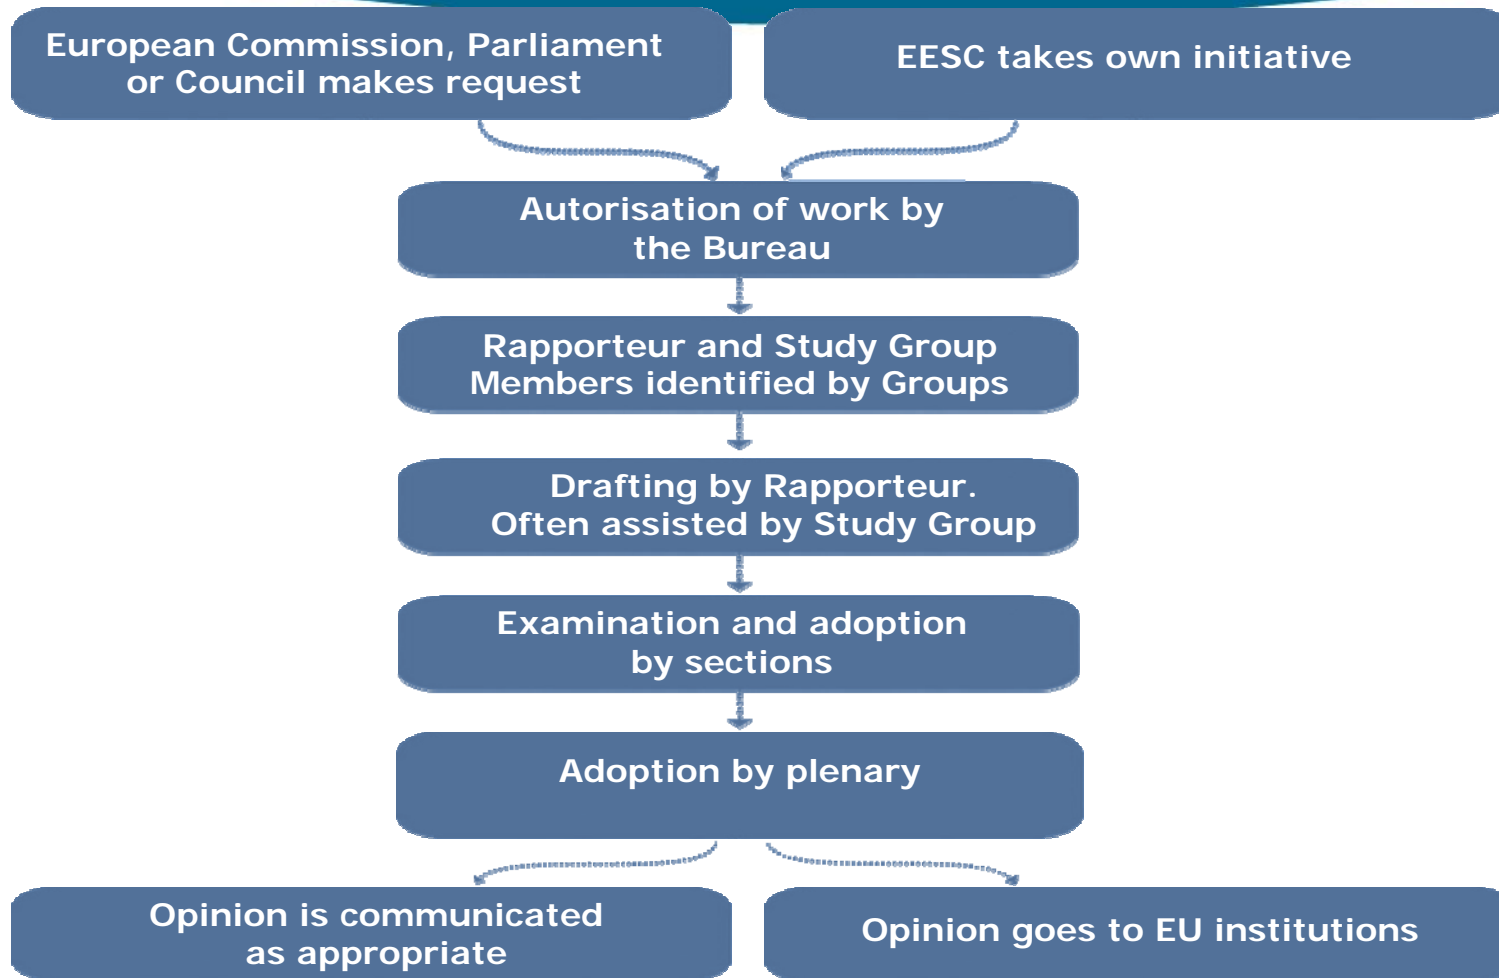 European Commission, Parliament
or Council makes request
EESC takes own initiative
Autorisation of work by
the Bureau
Rapporteur and Study Group
Members identified by Groups
Drafting by Rapporteur.
Often assisted by Study Group
Examination and adoption
by sections
Adoption by plenary
Opinion is communicated
as appropriate
Opinion goes to EU institutions